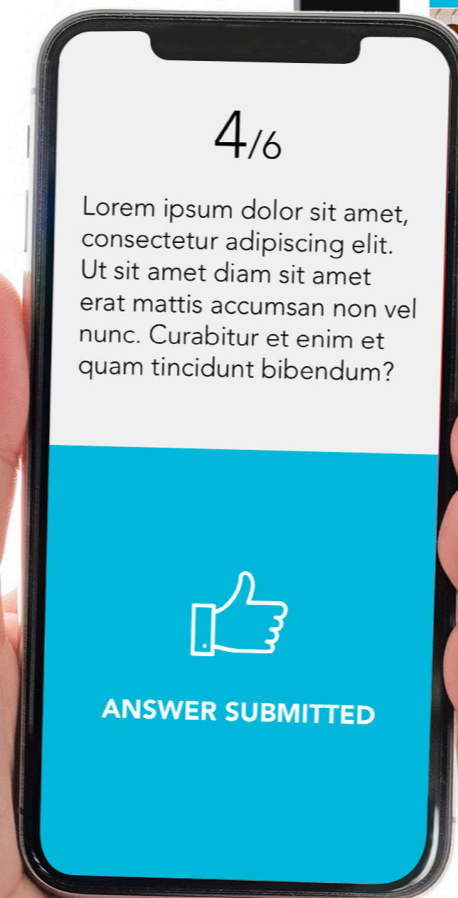 4/6
Lorem ipsum dolor sit amet,
consectetur adipiscing elit.
Ut sit amet diam sit amet
erat mattis accumsan non vel
nunc. Curabitur et enim et
quam tincidunt bibendum?
ANSWER SUBMITTED